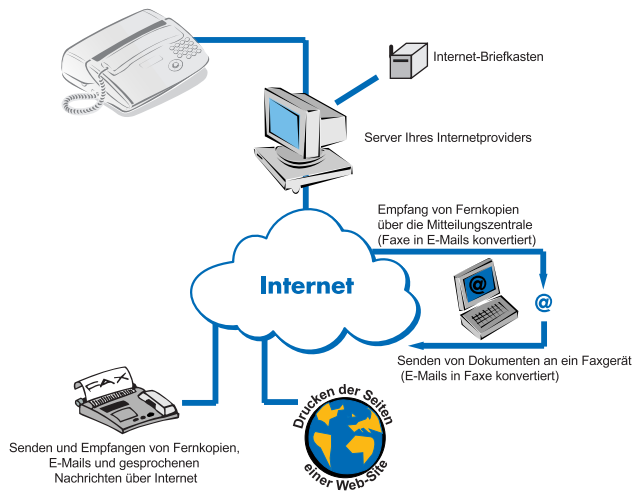 Internet-Briefkasten
Server Ihres Internetproviders
Empfang von Fernkopien
über die Mitteilungszentrale
(Faxe in E-Mails konvertiert)
Internet
@
@
Senden von Dokumenten an ein Faxgerät
(E-Mails in Faxe konvertiert)
FAX
Senden und Empfangen von Fernkopien,
E-Mails und gesprochenen
Nachrichten über Internet
Drucken der Seiten
einer Web-Site